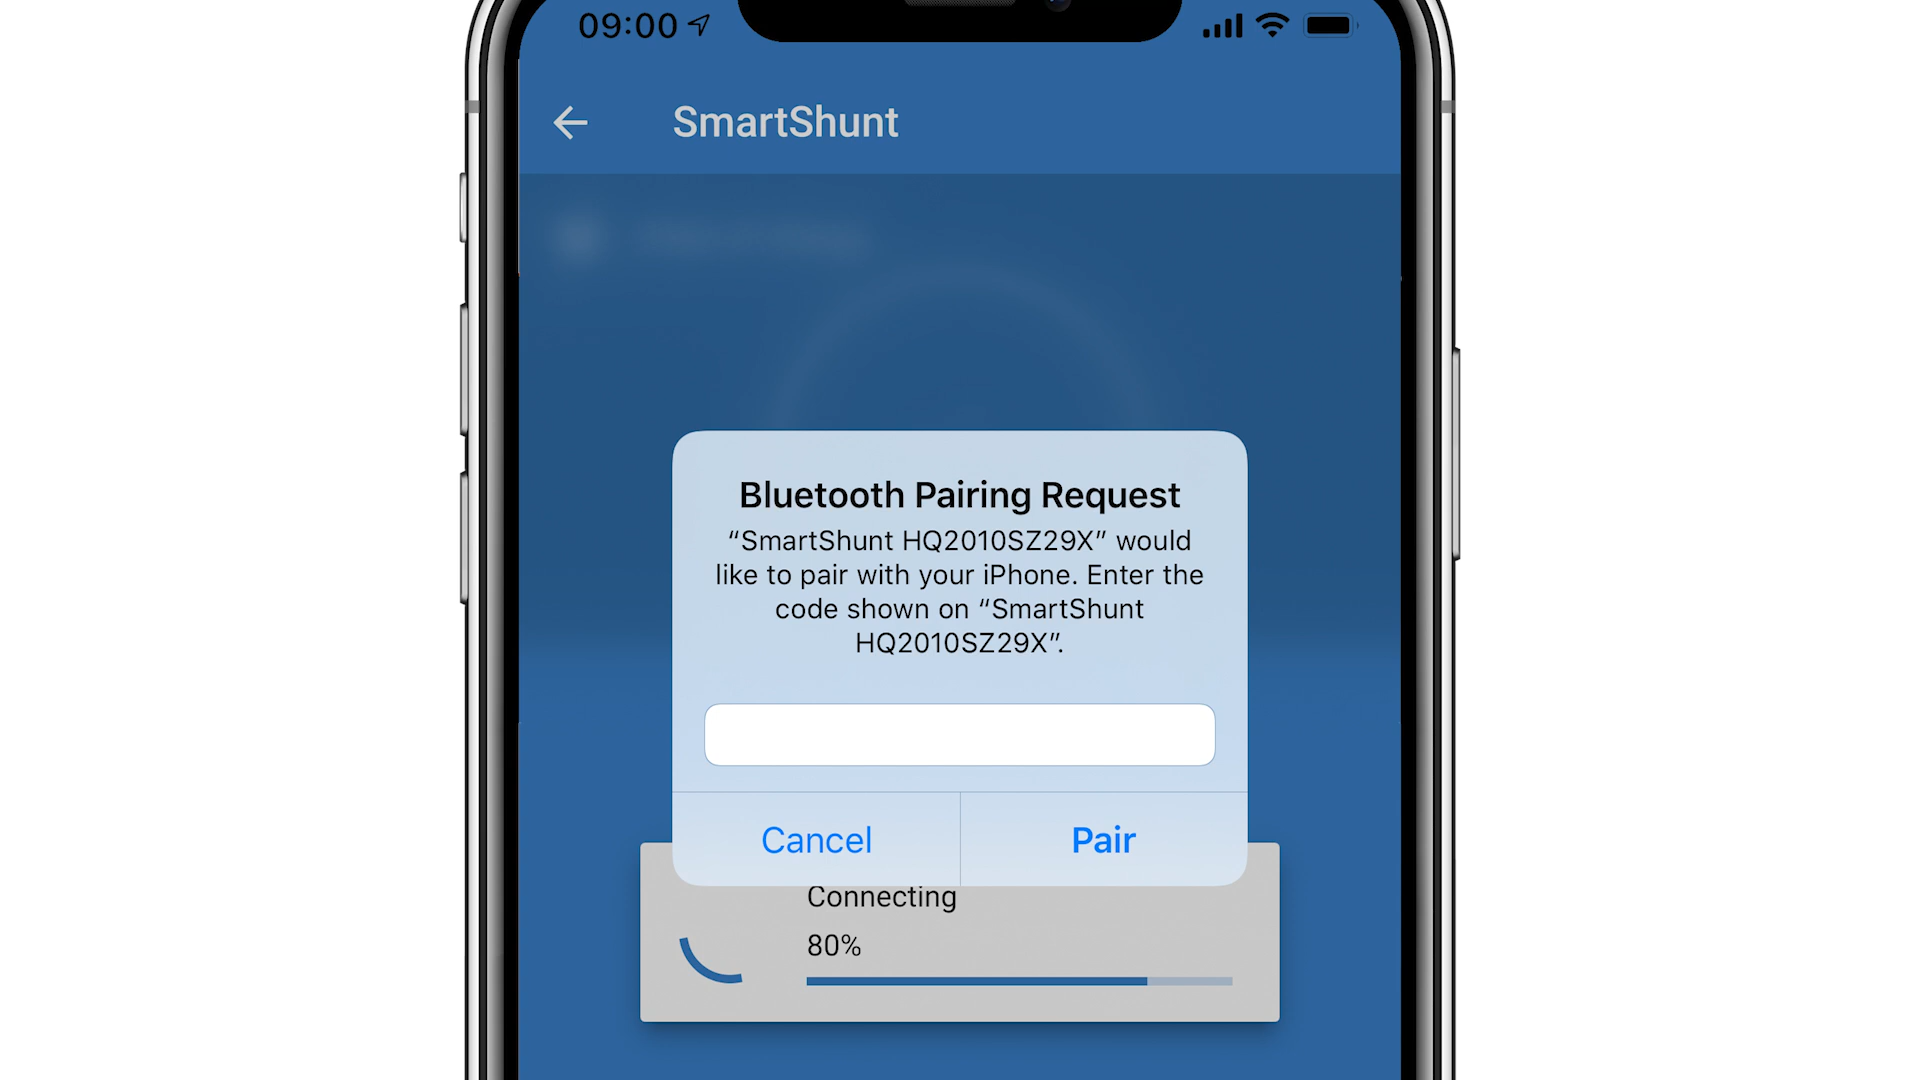 09:00
SmartShunt
Bluetooth Pairing Request
“SmartShunt HQ2010SZ29X” would
like to pair with your iPhone. Enter the
code shown on “SmartShunt
HQ2010SZ29X”.
Cancel
Pair
Connecting
80%